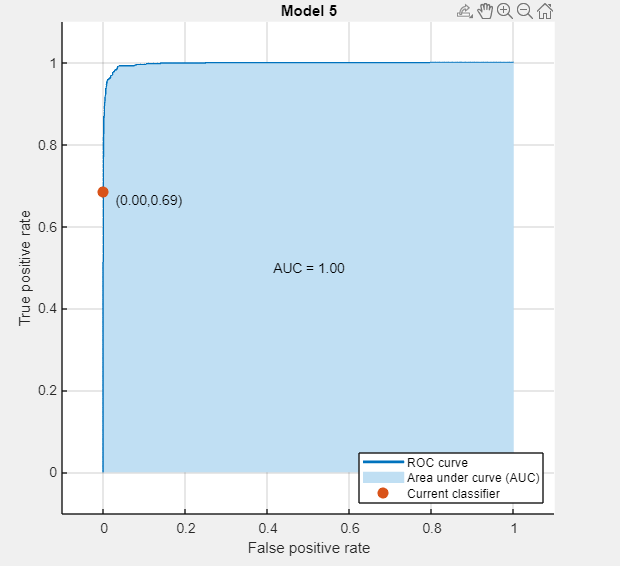 Model 5
1
0.8
0.6
0.4
0.2
0
True positive rate
(0.00,0.69)
AUC = 1.00
ROC curve
Area under curve (AUC)
Current classifier
0
0.2
0.4
0.6
0.8
1
False positive rate